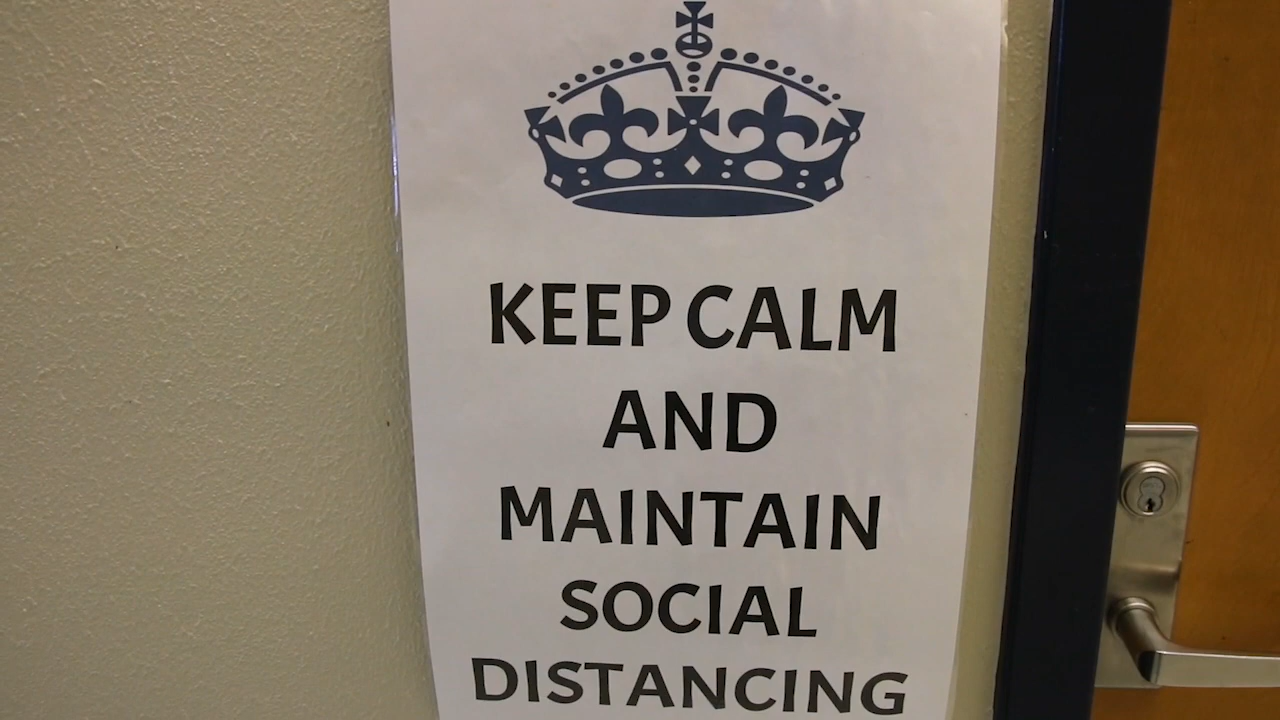 KEEP CALM
AND
MAINTAIN
SOCIAL
DISTANCING